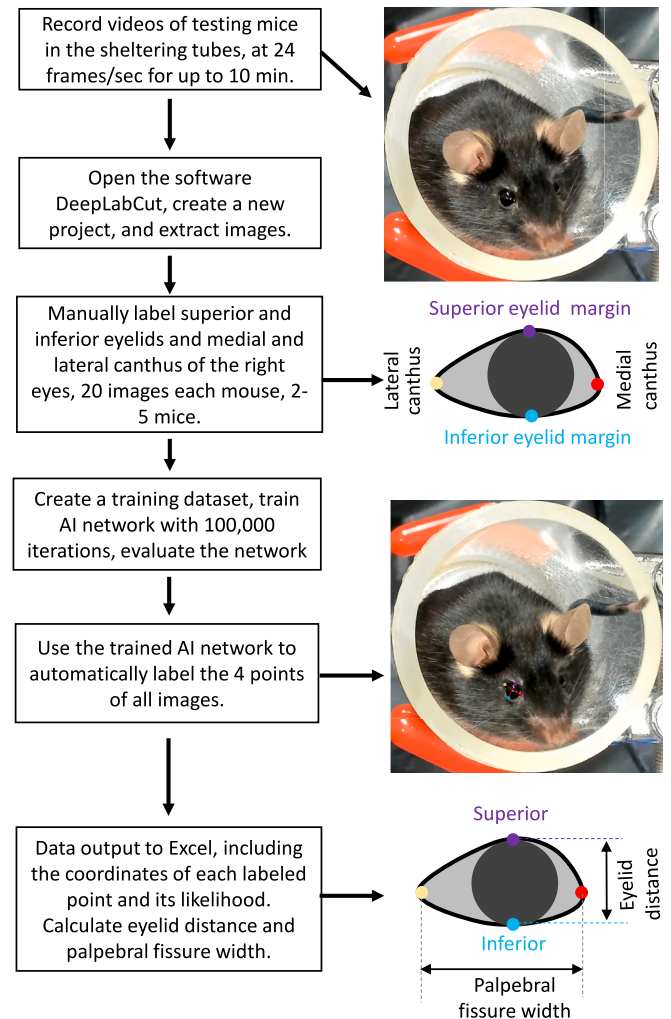 Record videos of testing mice
in the sheltering tubes, at 24
frames/sec for up to 10 min.
Open the software
DeepLabCut, create a new
project, and extract images.
Manually label superior and
inferior eyelids and medial and
lateral canthus of the right
eyes, 20 images each mouse, 2-
5 mice.
Superior eyelid margin
Lateral
canthus
Medial
canthus
Inferior eyelid margin
Create a training dataset, train
AI network with 100,000
iterations, evaluate the network
Use the trained AI network to
automatically label the 4 points
of all images.
Data output to Excel, including
the coordinates of each labeled
point and its likelihood.
Calculate eyelid distance and
palpebral fissure width.
Superior
Eyelid
distance
Inferior
Palpebral
fissure width